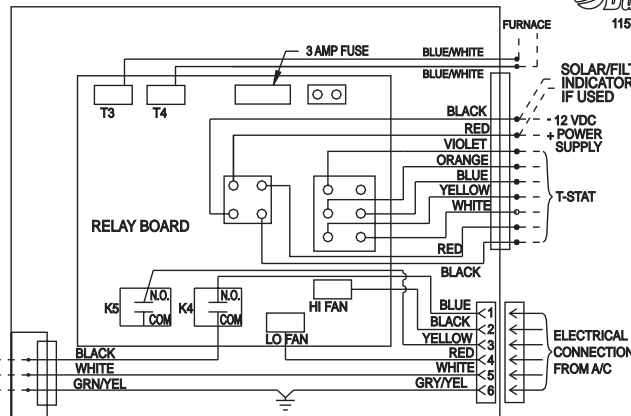 FURNACE
115
3 AMP FUSE
BLUE/WHITE
BLUE/WHITE
T3
T4
SOLAR/FILT
INDICATOR
IF USED
BLACK
- 12 VDC
RED
+ POWER
SUPPLY
VIOLET
ORANGE
BLUE
YELLOW
T-STAT
WHITE
RELAY BOARD
RED
BLACK
K5
N.O.
COM
K4
N.O.
COM
HI FAN
LO FAN
BLUE
1
BLACK
2
YELLOW
3
RED
4
WHITE
5
GRY/YEL
6
ELECTRICAL
CONNECTION
FROM A/C
BLACK
WHITE
GRN/YEL